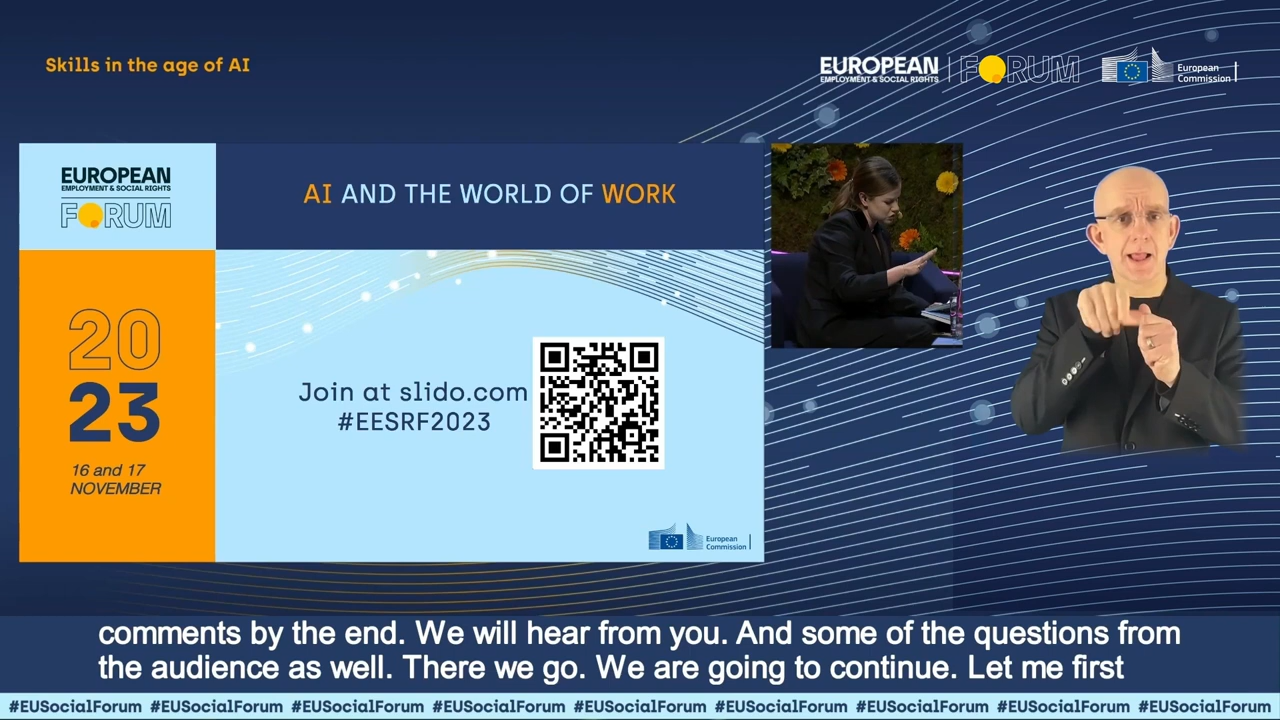 Skills in the age of AI
EUROPEAN
EMPLOYMENT & SOCIAL RIGHTS
FORUM
European
Commission
EUROPEAN
EMPLOYMENT & SOCIAL RIGHTS
FORUM
AI AND THE WORLD OF WORK
20
23
16 and 17
NOVEMBER
Join at slido.com
#EESRF2023
European
Commission
comments by the end. We will hear from you. And some of the questions from
the audience as well. There we go. We are going to continue. Let me first
#EUSocialForum #EUSocialForum #EUSocialForum #EUSocialForum #EUSocialForum #EUSocialForum #EUSocialForum #EUSocialForum #EUSocialForum